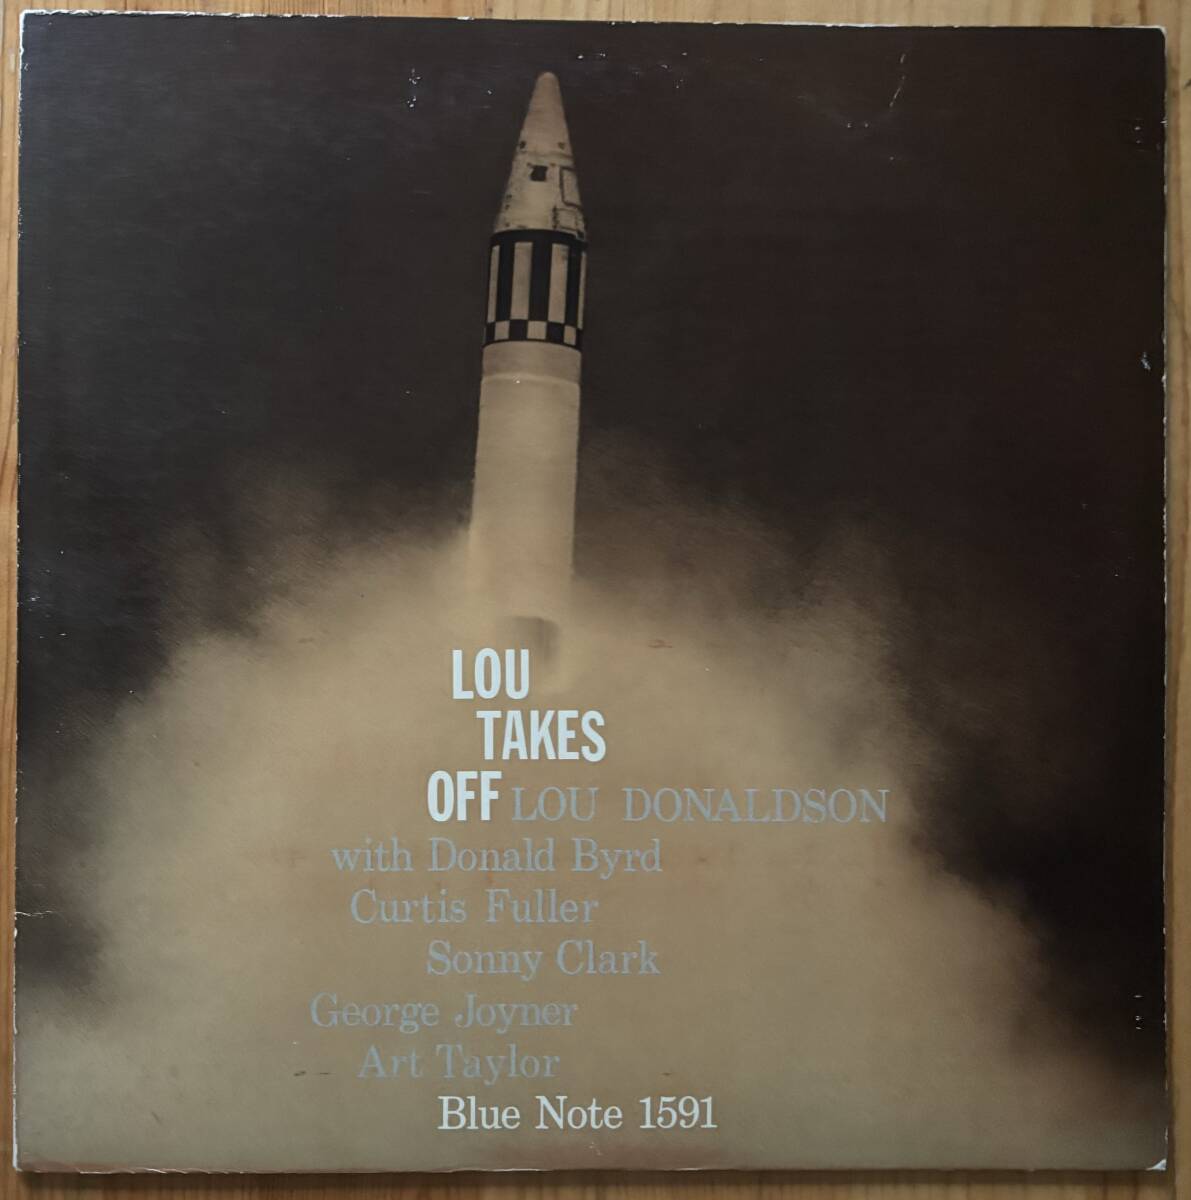 LOU
TAKES
OFF LOU DONALDSON
with Donald Byrd
Curtis Fuller
Sonny Clark
George Joyner
Art Taylor
Blue Note 1591